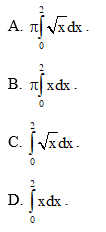 A. π∫₀² √x dx.
B. π∫₀² x dx.
C. ∫₀² √x dx.
D. ∫₀² x dx.